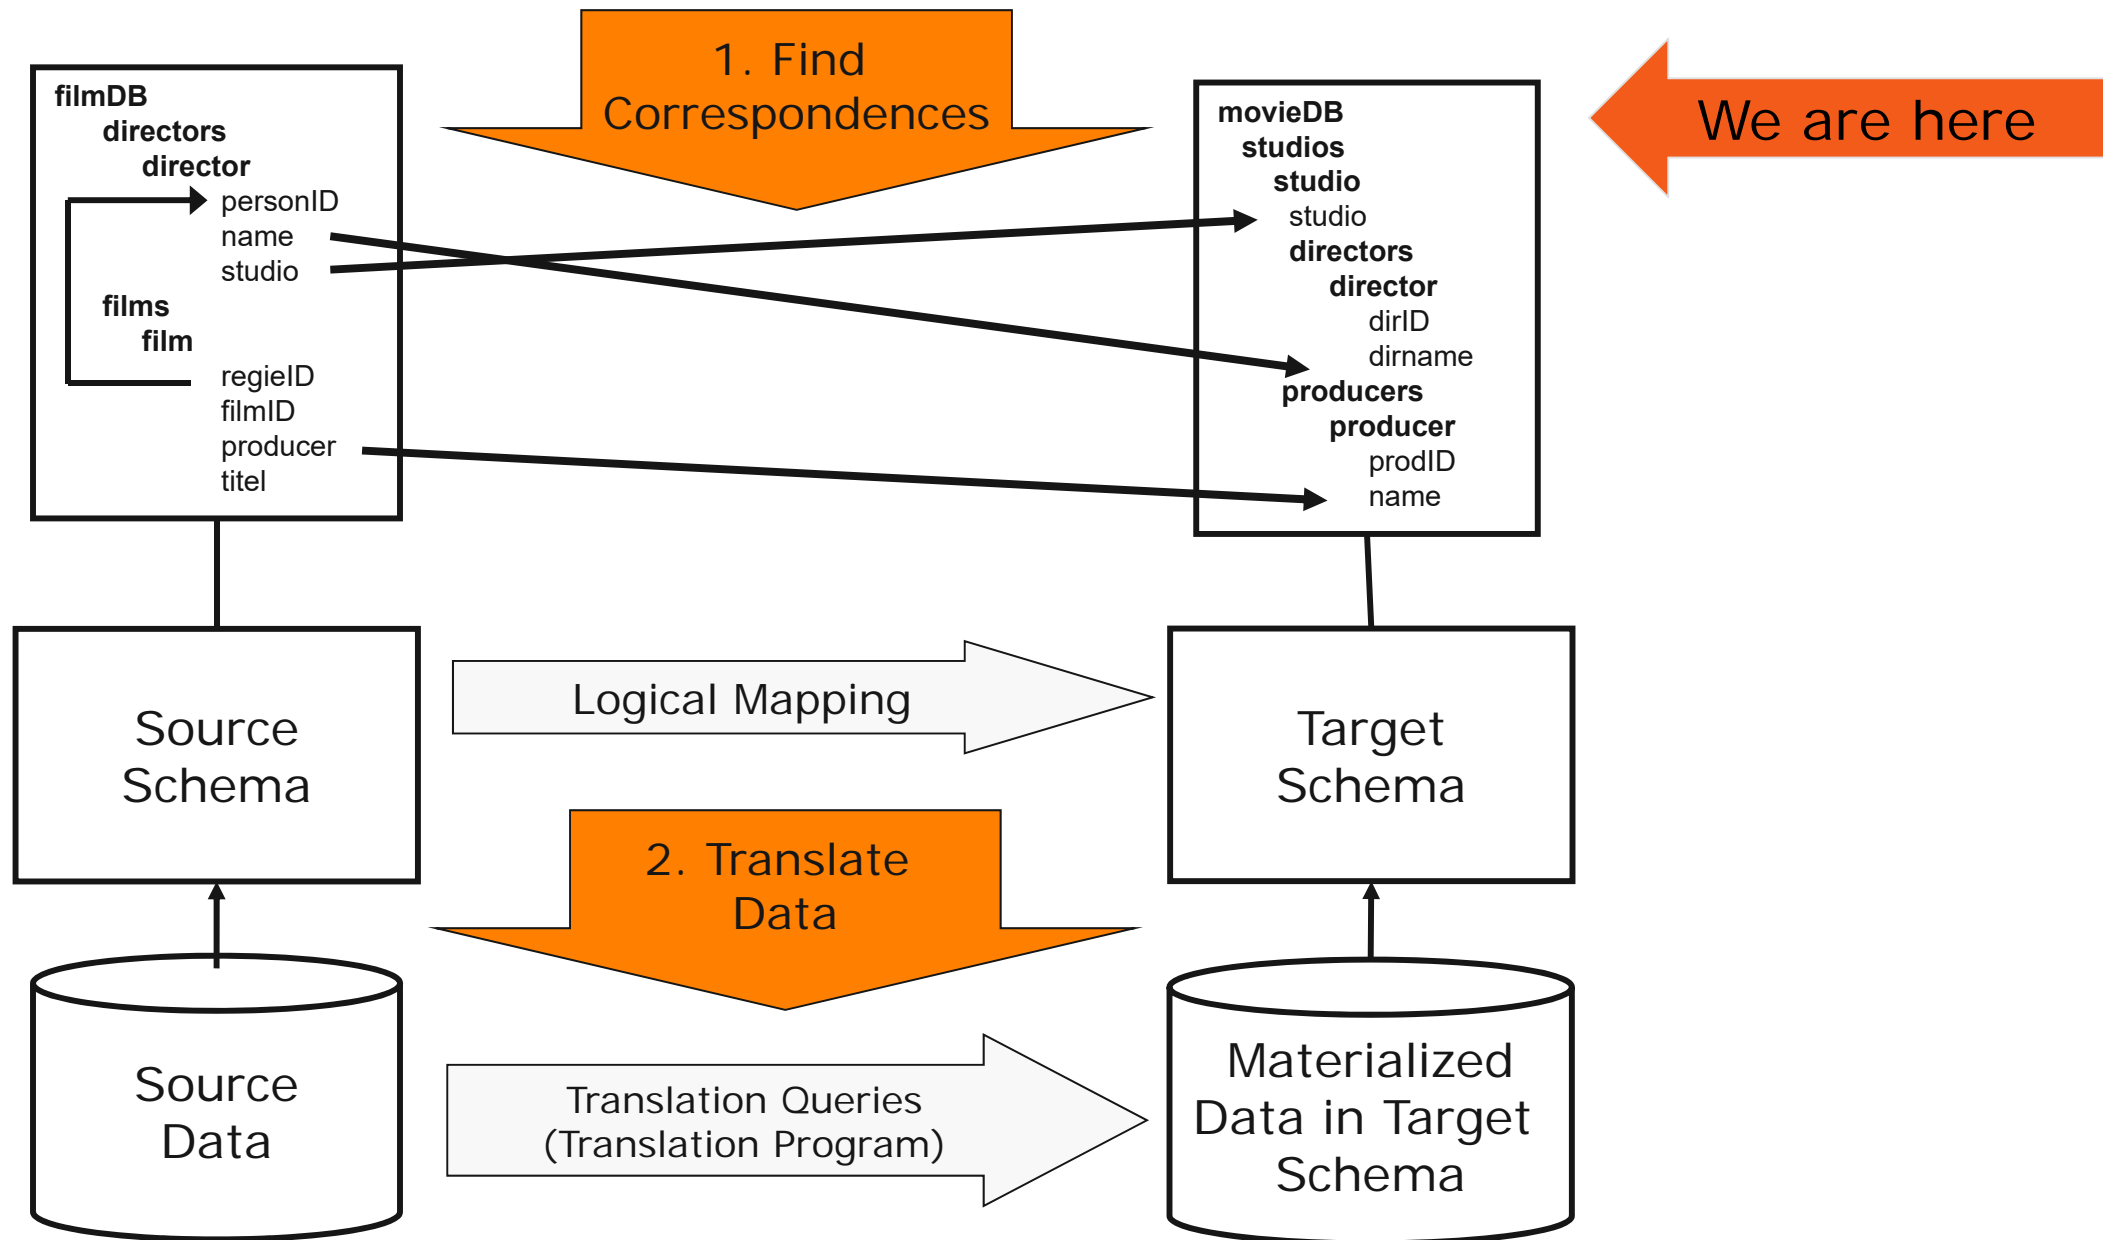 1. Find
Correspondences
We are here
filmDB
directors
director
personID
name
studio
films
film
regieID
filmID
producer
titel
movieDB
studios
studio
studio
directors
director
dirID
dirname
producers
producer
prodID
name
Source
Schema
Logical Mapping
Target
Schema
2. Translate
Data
Source
Data
Translation Queries
(Translation Program)
Materialized
Data in Target
Schema